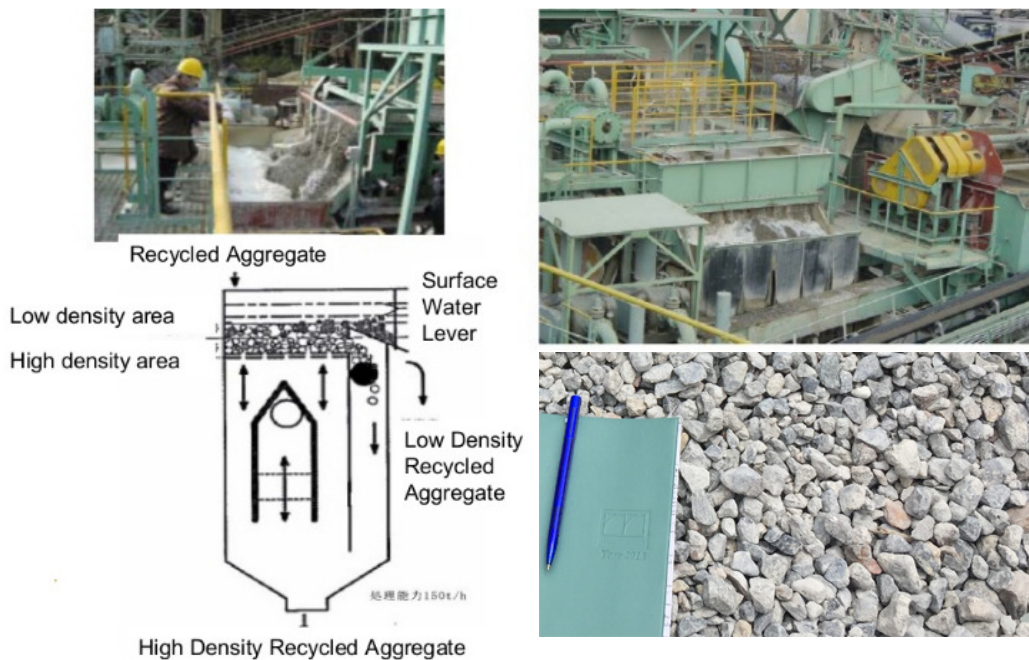 Recycled Aggregate
Surface
Water
Lever
Low density area
High density area
Low Density
Recycled
Aggregate
処理能力150t/h
High Density Recycled Aggregate